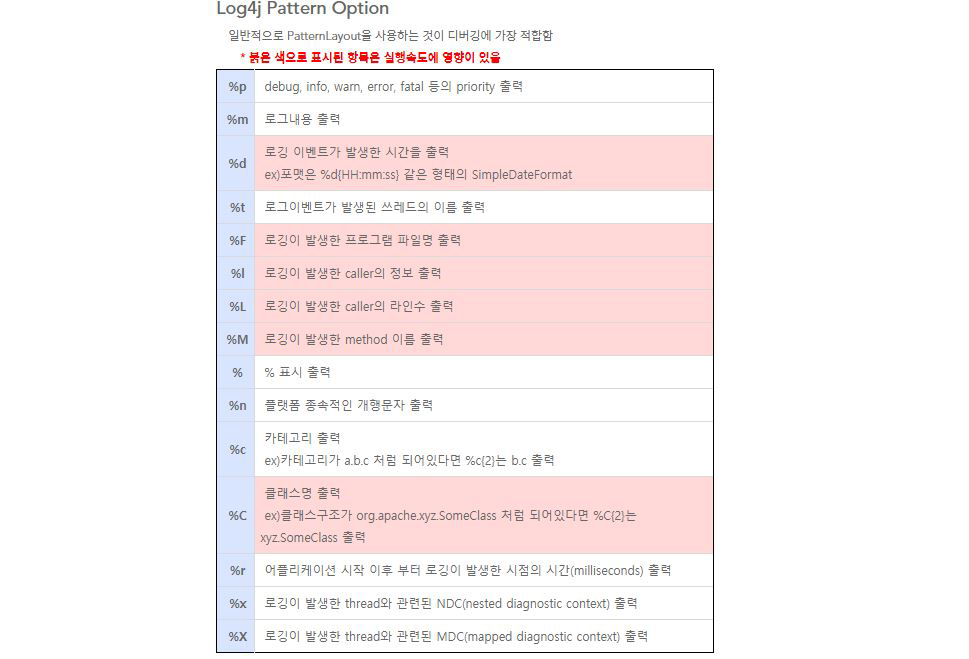 Log4j Pattern Option
일반적으로 PatternLayout을 사용하는 것이 디버깅에 가장 적합함
* 붉은 색으로 표시된 항목은 실행속도에 영향이 있음
%p debug, info, warn, error, fatal 등의 priority 출력
%m 로그내용 출력
%d 로깅 이벤트가 발생한 시간을 출력
ex)포맷은 %d{HH:mm:ss} 같은 형태의 SimpleDateFormat
%t 로그이벤트가 발생된 쓰레드의 이름 출력
%F 로깅이 발생한 프로그램 파일명 출력
%l 로깅이 발생한 caller의 정보 출력
%L 로깅이 발생한 caller의 라인수 출력
%M 로깅이 발생한 method 이름 출력
% % 표시 출력
%n 플랫폼 종속적인 개행문자 출력
%c 카테고리 출력
ex)카테고리가 a.b.c 처럼 되어있다면 %c{2}는 b.c 출력
%C 클래스명 출력
ex)클래스구조가 org.apache.xyz.SomeClass 처럼 되어있다면 %C{2}는
xyz.SomeClass 출력
%r 어플리케이션 시작 이후 부터 로깅이 발생한 시점의 시간(milliseconds) 출력
%x 로깅이 발생한 thread와 관련된 NDC(nested diagnostic context) 출력
%X 로깅이 발생한 thread와 관련된 MDC(mapped diagnostic context) 출력